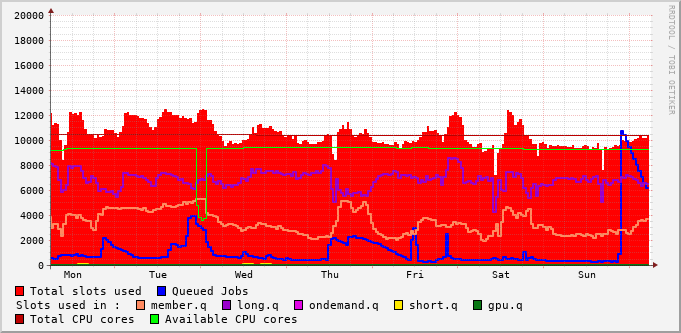 20000
18000
16000
14000
12000
10000
8000
6000
4000
2000
0
Mon Tue Wed Thu Fri Sat Sun
RRDTOOL / TOBI OETIKER
Total slots used Queued Jobs
Slots used in : member.q long.q ondemand.q short.q gpu.q
Total CPU cores Available CPU cores